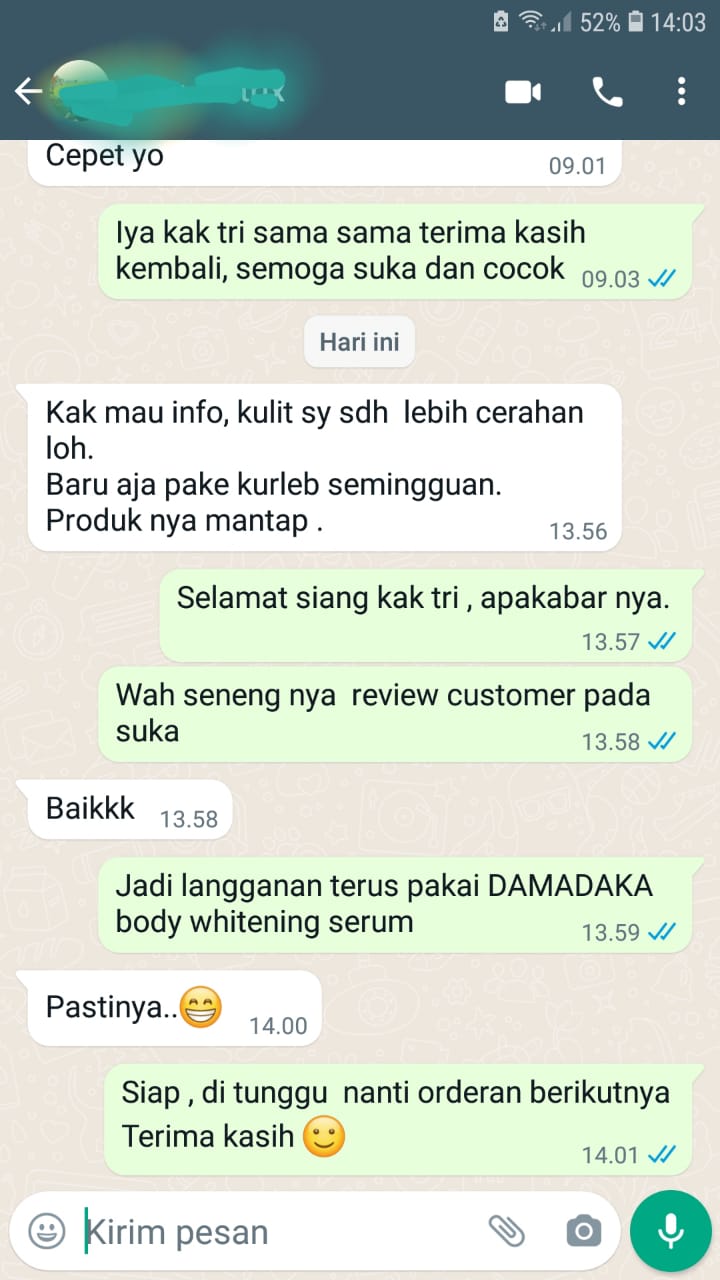 52% 14:03
Cepet yo
09.01
Iya kak tri sama sama terima kasih
kembali, semoga suka dan cocok
09.03
Hari ini
Kak mau info, kulit sy sdh  lebih cerahan
loh.
Baru aja pake kurleb semingguan.
Produk nya mantap .
13.56
Selamat siang kak tri , apakabar nya.
13.57
Wah seneng nya  review customer pada
suka
13.58
Baikkk
13.58
Jadi langganan terus pakai DAMADAKA
body whitening serum
13.59
Pastinya..😁
14.00
Siap , di tunggu  nanti orderan berikutnya
Terima kasih 🙂
14.01
Kirim pesan